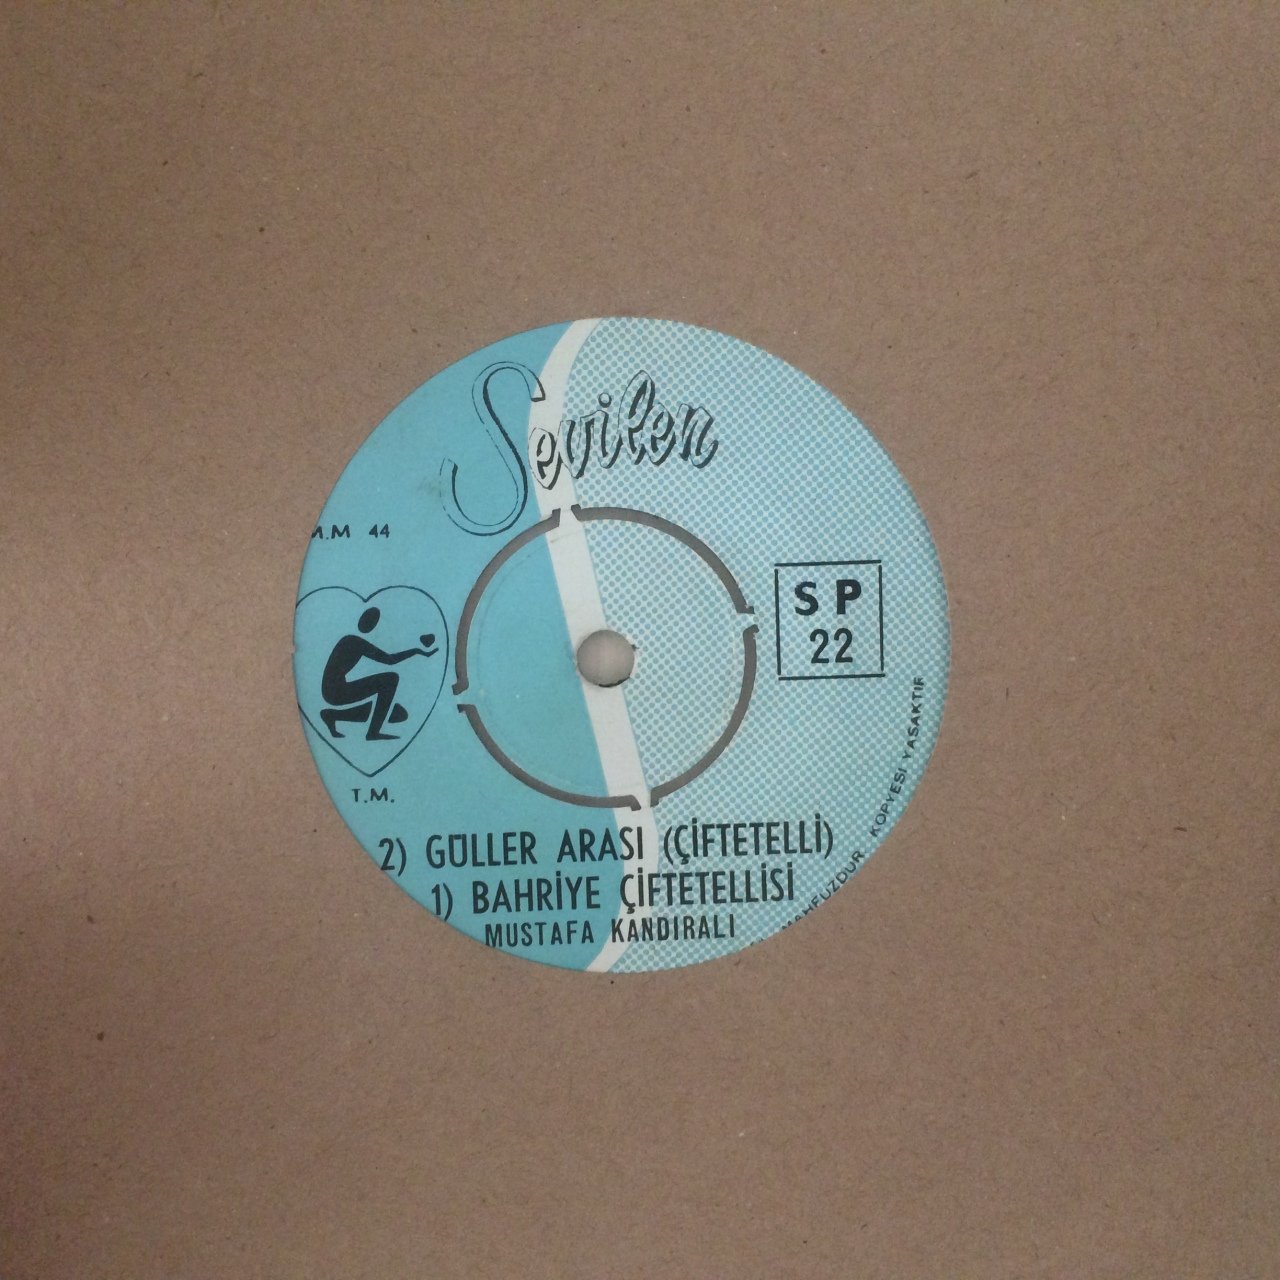 Sevilen
M.M 44
SP
22
T.M.
2) GÜLLER ARASI (ÇİFTETELLİ)
1) BAHRİYE ÇİFTETELLİSİ
MUSTAFA KANDIRALI
MAHFUZDUR KOPYESI YASAKTIR